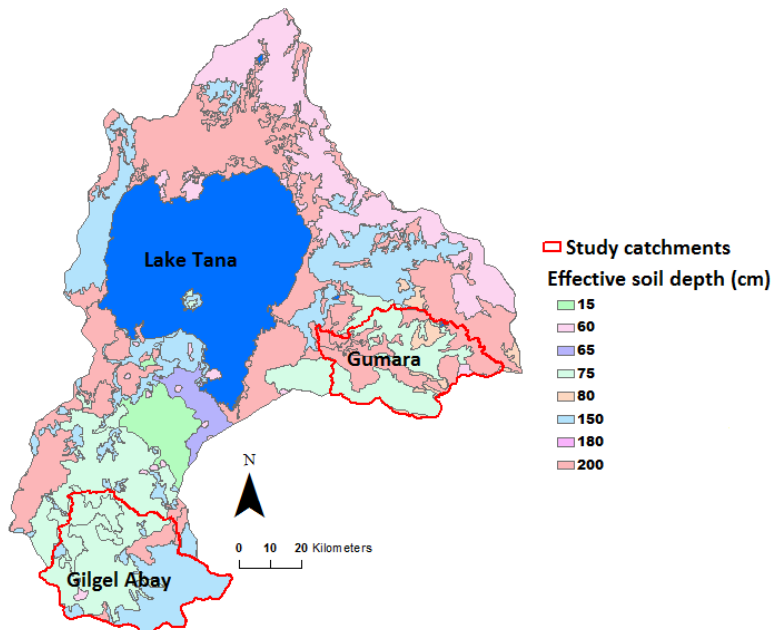 Lake Tana
Gumara
Gilgel Abay
N
0 10 20 Kilometers
Study catchments
Effective soil depth (cm)
15
60
65
75
80
150
180
200